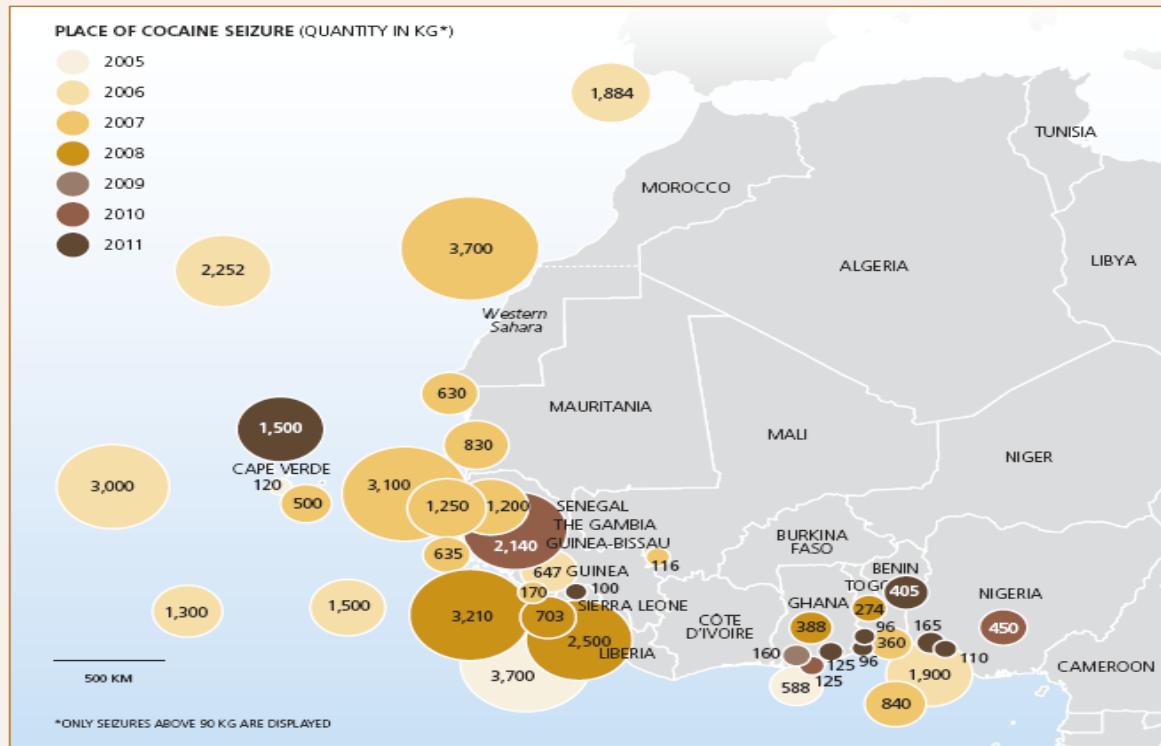 PLACE OF COCAINE SEIZURE (QUANTITY IN KG*)
2005
2006
2007
2008
2009
2010
2011
1,884
TUNISIA
MOROCCO
3,700
2,252
ALGERIA
LIBYA
Western
Sahara
630
MAURITANIA
1,500
MALI
830
NIGER
CAPE VERDE
120
3,000
3,100
500
1,250
1,200
SENEGAL
THE GAMBIA
GUINEA-BISSAU
2,140
635
BURKINA
FASO
116
647
GUINEA
BENIN
TOGO
405
NIGERIA
170
100
1,300
1,500
SIERRA LEONE
GHANA
274
3,210
703
CÔTE
D'IVOIRE
388
96
165
450
2,500
LIBERIA
160
360
110
CAMEROON
125
96
3,700
588
125
1,900
840
500 KM
*ONLY SEIZURES ABOVE 90 KG ARE DISPLAYED